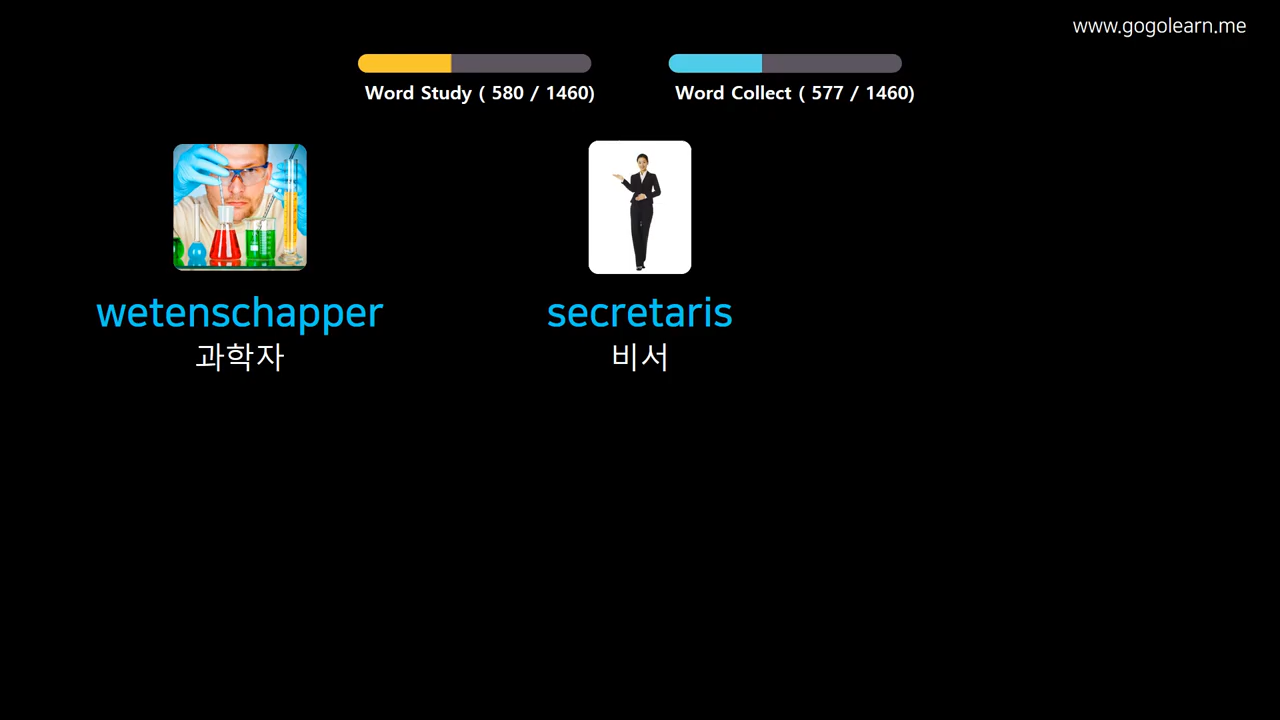 www.gogolearn.me
Word Study ( 580 / 1460)
Word Collect ( 577 / 1460)
wetenschapper
과학자
secretaris
비서